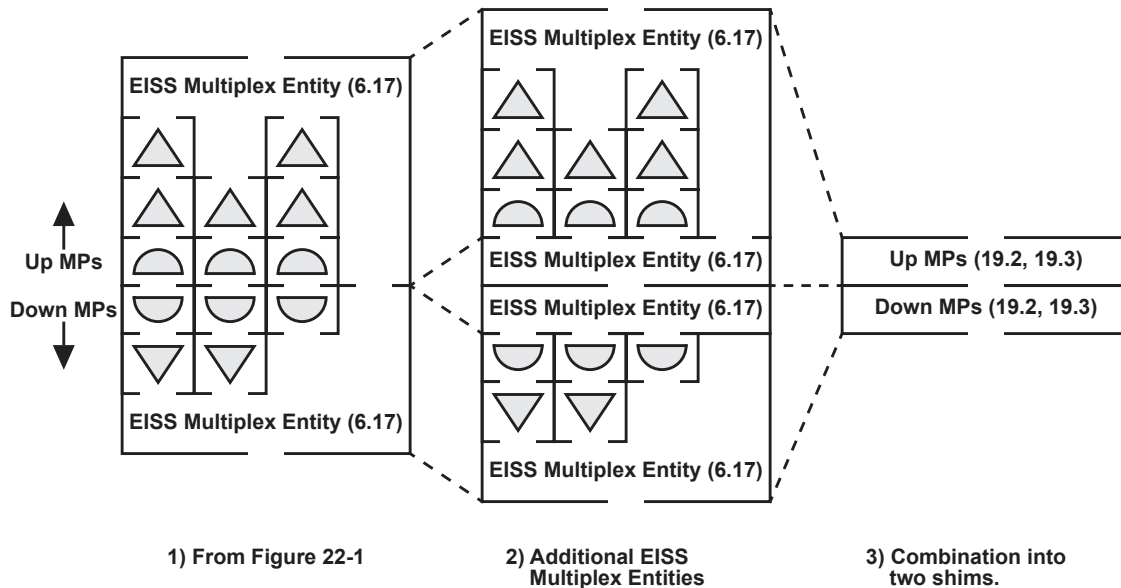 EISS Multiplex Entity (6.17)
Up MPs
Down MPs
EISS Multiplex Entity (6.17)
1) From Figure 22-1
EISS Multiplex Entity (6.17)
EISS Multiplex Entity (6.17)
EISS Multiplex Entity (6.17)
EISS Multiplex Entity (6.17)
2) Additional EISS
Multiplex Entities
Up MPs (19.2, 19.3)
Down MPs (19.2, 19.3)
3) Combination into
two shims.